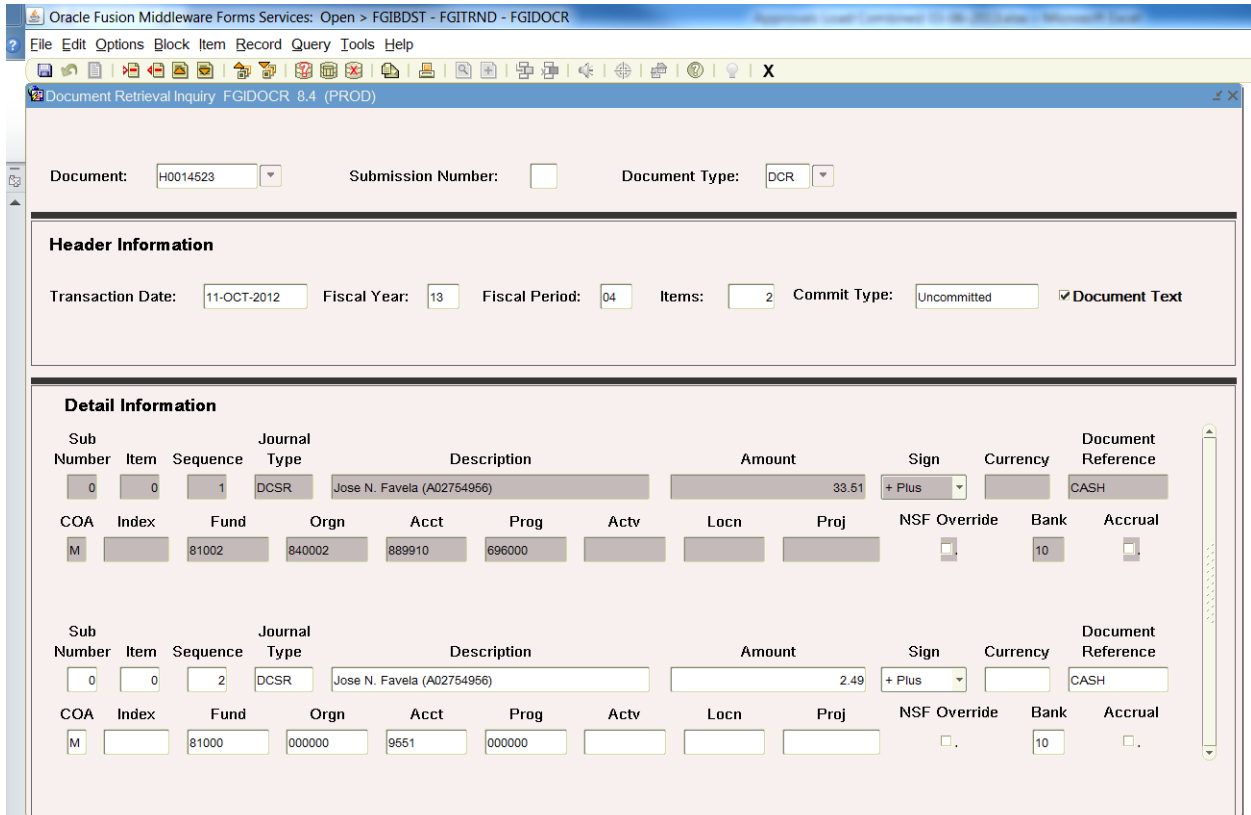 Oracle Fusion Middleware Forms Services: Open > FGIBDST - FGITRND - FGIDOCR
File Edit Options Block Item Record Query Tools Help
X
Document Retrieval Inquiry FGIDOCR 8.4 (PROD)
Document: H0014523 Submission Number: Document Type: DCR
Header Information
Transaction Date: 11-OCT-2012 Fiscal Year: 13 Fiscal Period: 04 Items: 2 Commit Type: Uncommitted Document Text
Detail Information
Sub Journal Document
Number Item Sequence Type Description Amount Sign Currency Reference
0 0 1 DCSR Jose N. Favela (A02754956) 33.51 + Plus CASH
COA Index Fund Orgn Acct Prog Actv Locn Proj NSF Override Bank Accrual
M 81002 840002 889910 696000 . 10 .
Sub Journal Document
Number Item Sequence Type Description Amount Sign Currency Reference
0 0 2 DCSR Jose N. Favela (A02754956) 2.49 + Plus CASH
COA Index Fund Orgn Acct Prog Actv Locn Proj NSF Override Bank Accrual
M 81000 000000 9551 000000 . 10 .